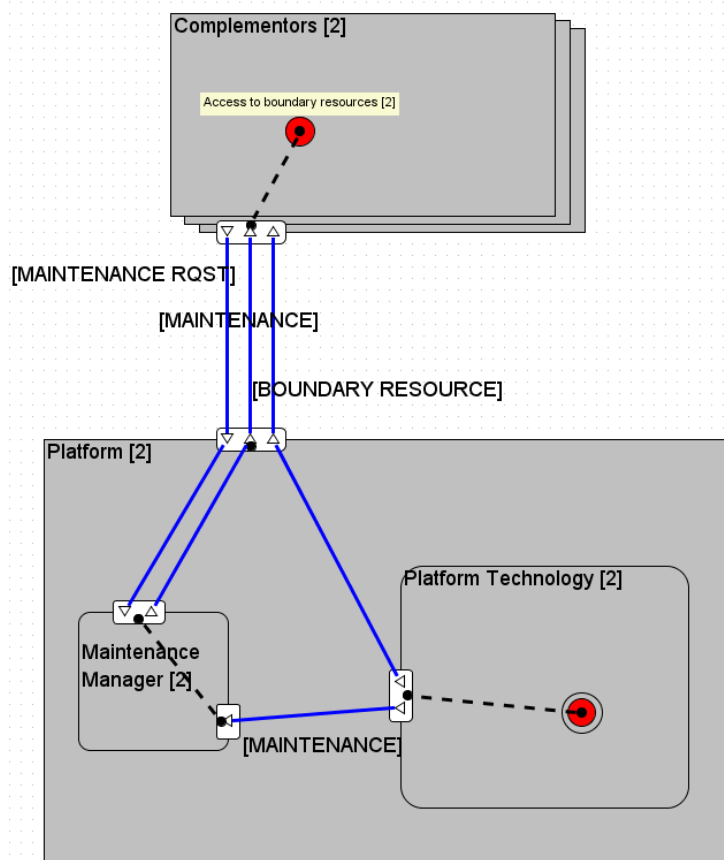 Complementors [2]
Access to boundary resources [2]
[MAINTENANCE RQST]
[MAINTENANCE]
[BOUNDARY RESOURCE]
Platform [2]
Platform Technology [2]
Maintenance
Manager [2]
[MAINTENANCE]